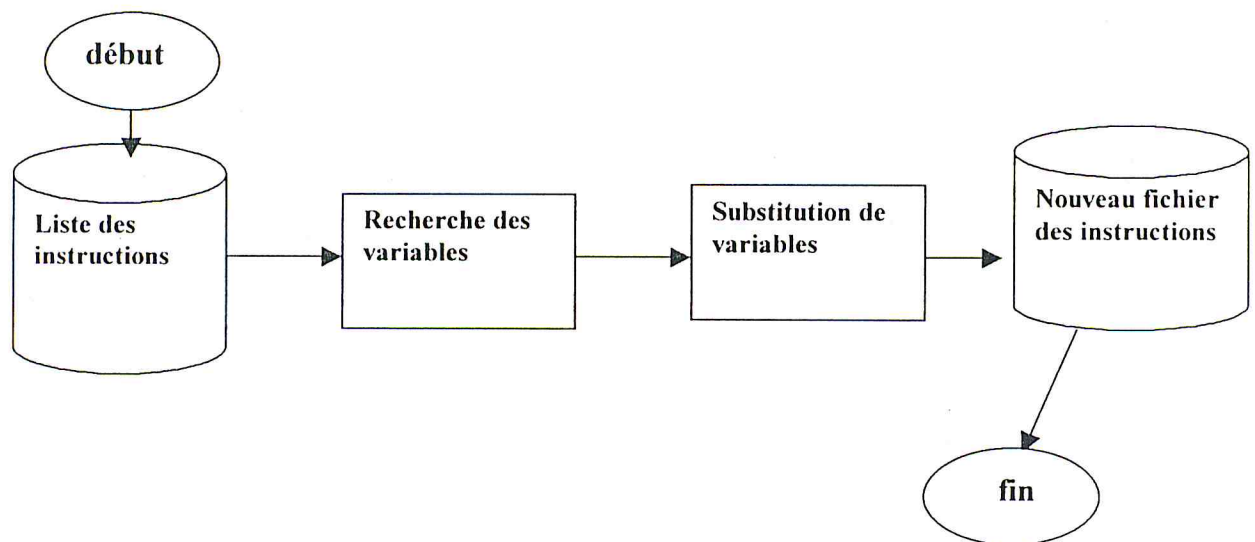 début
Liste des
instructions
Recherche des
variables
Substitution de
variables
Nouveau fichier
des instructions
fin